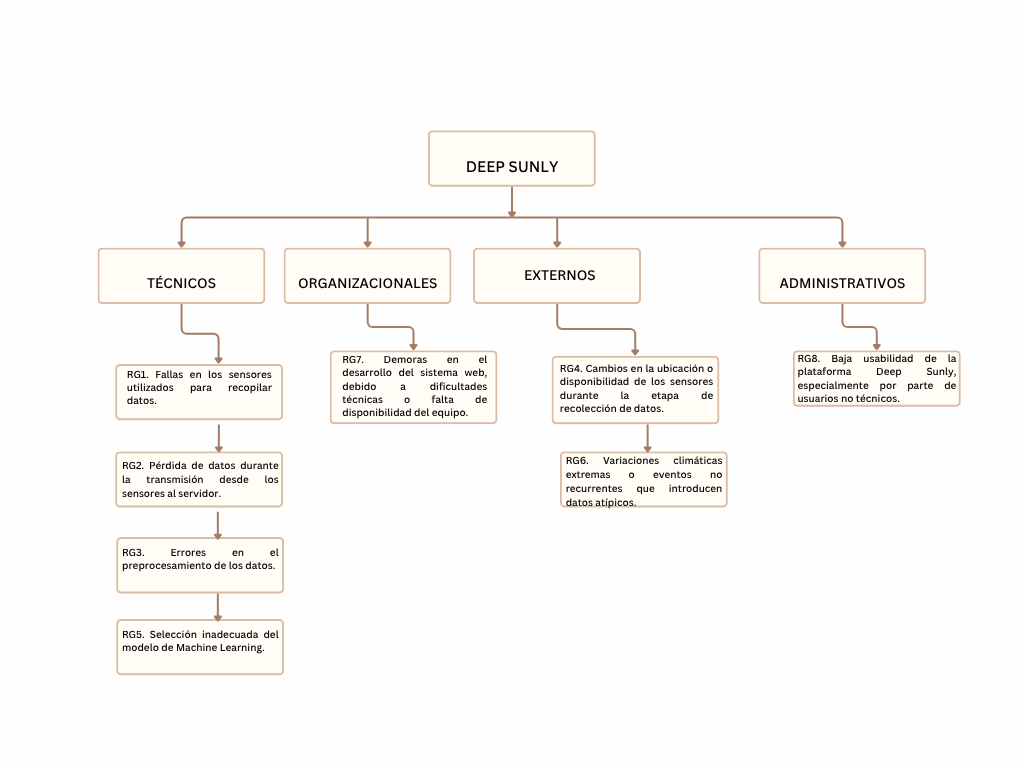 DEEP SUNLY
TÉCNICOS
ORGANIZACIONALES
EXTERNOS
ADMINISTRATIVOS
RG1. Fallas en los sensores
utilizados para recopilar
datos.
RG2. Pérdida de datos durante
la transmisión desde los
sensores al servidor.
RG3. Errores en el
preprocesamiento de los datos.
RG5. Selección inadecuada del
modelo de Machine Learning.
RG7. Demoras en el
desarrollo del sistema web,
debido a dificultades
técnicas o falta de
disponibilidad del equipo.
RG4. Cambios en la ubicación o
disponibilidad de los sensores
durante la etapa de
recolección de datos.
RG6. Variaciones climáticas
extremas o eventos no
recurrentes que introducen
datos atípicos.
RG8. Baja usabilidad de la
plataforma Deep Sunly,
especialmente por parte de
usuarios no técnicos.